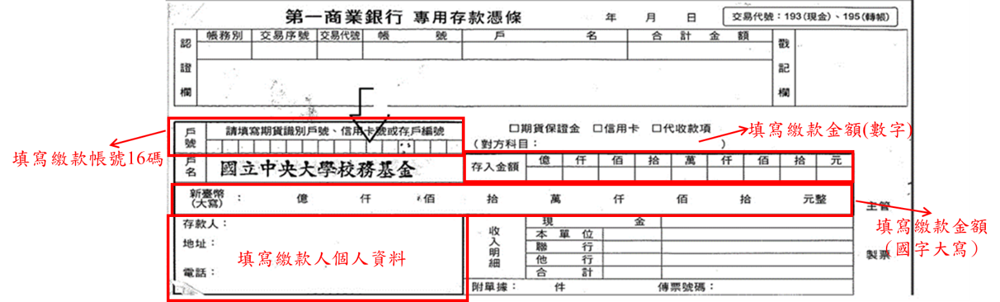 第一商業銀行 專用存款憑條 年 月 日 交易代號：193(現金)、195(轉帳)
認證欄 帳務別 交易序號 交易代號 帳 號 戶 名 合 計 金 額 戳記欄
戶號 請填寫期貨識別戶號、信用卡號或存戶編號 □期貨保證金 □信用卡 □代收款項 填寫繳款金額(數字)
(對方科目： )
填寫繳款帳號16碼
戶名 國立中央大學校務基金 存入金額 億 仟 佰 拾 萬 仟 佰 拾 元
新臺幣(大寫)： 億 仟 佰 拾 萬 仟 佰 拾 元整
主管
存款人： 收入明細 現 金
地址： 本 單 位
填寫繳款金額
(國字大寫)
聯 行
填寫繳款人個人資料
他 行
製票
電話： 合 計
附單據： 件 傳票號碼：